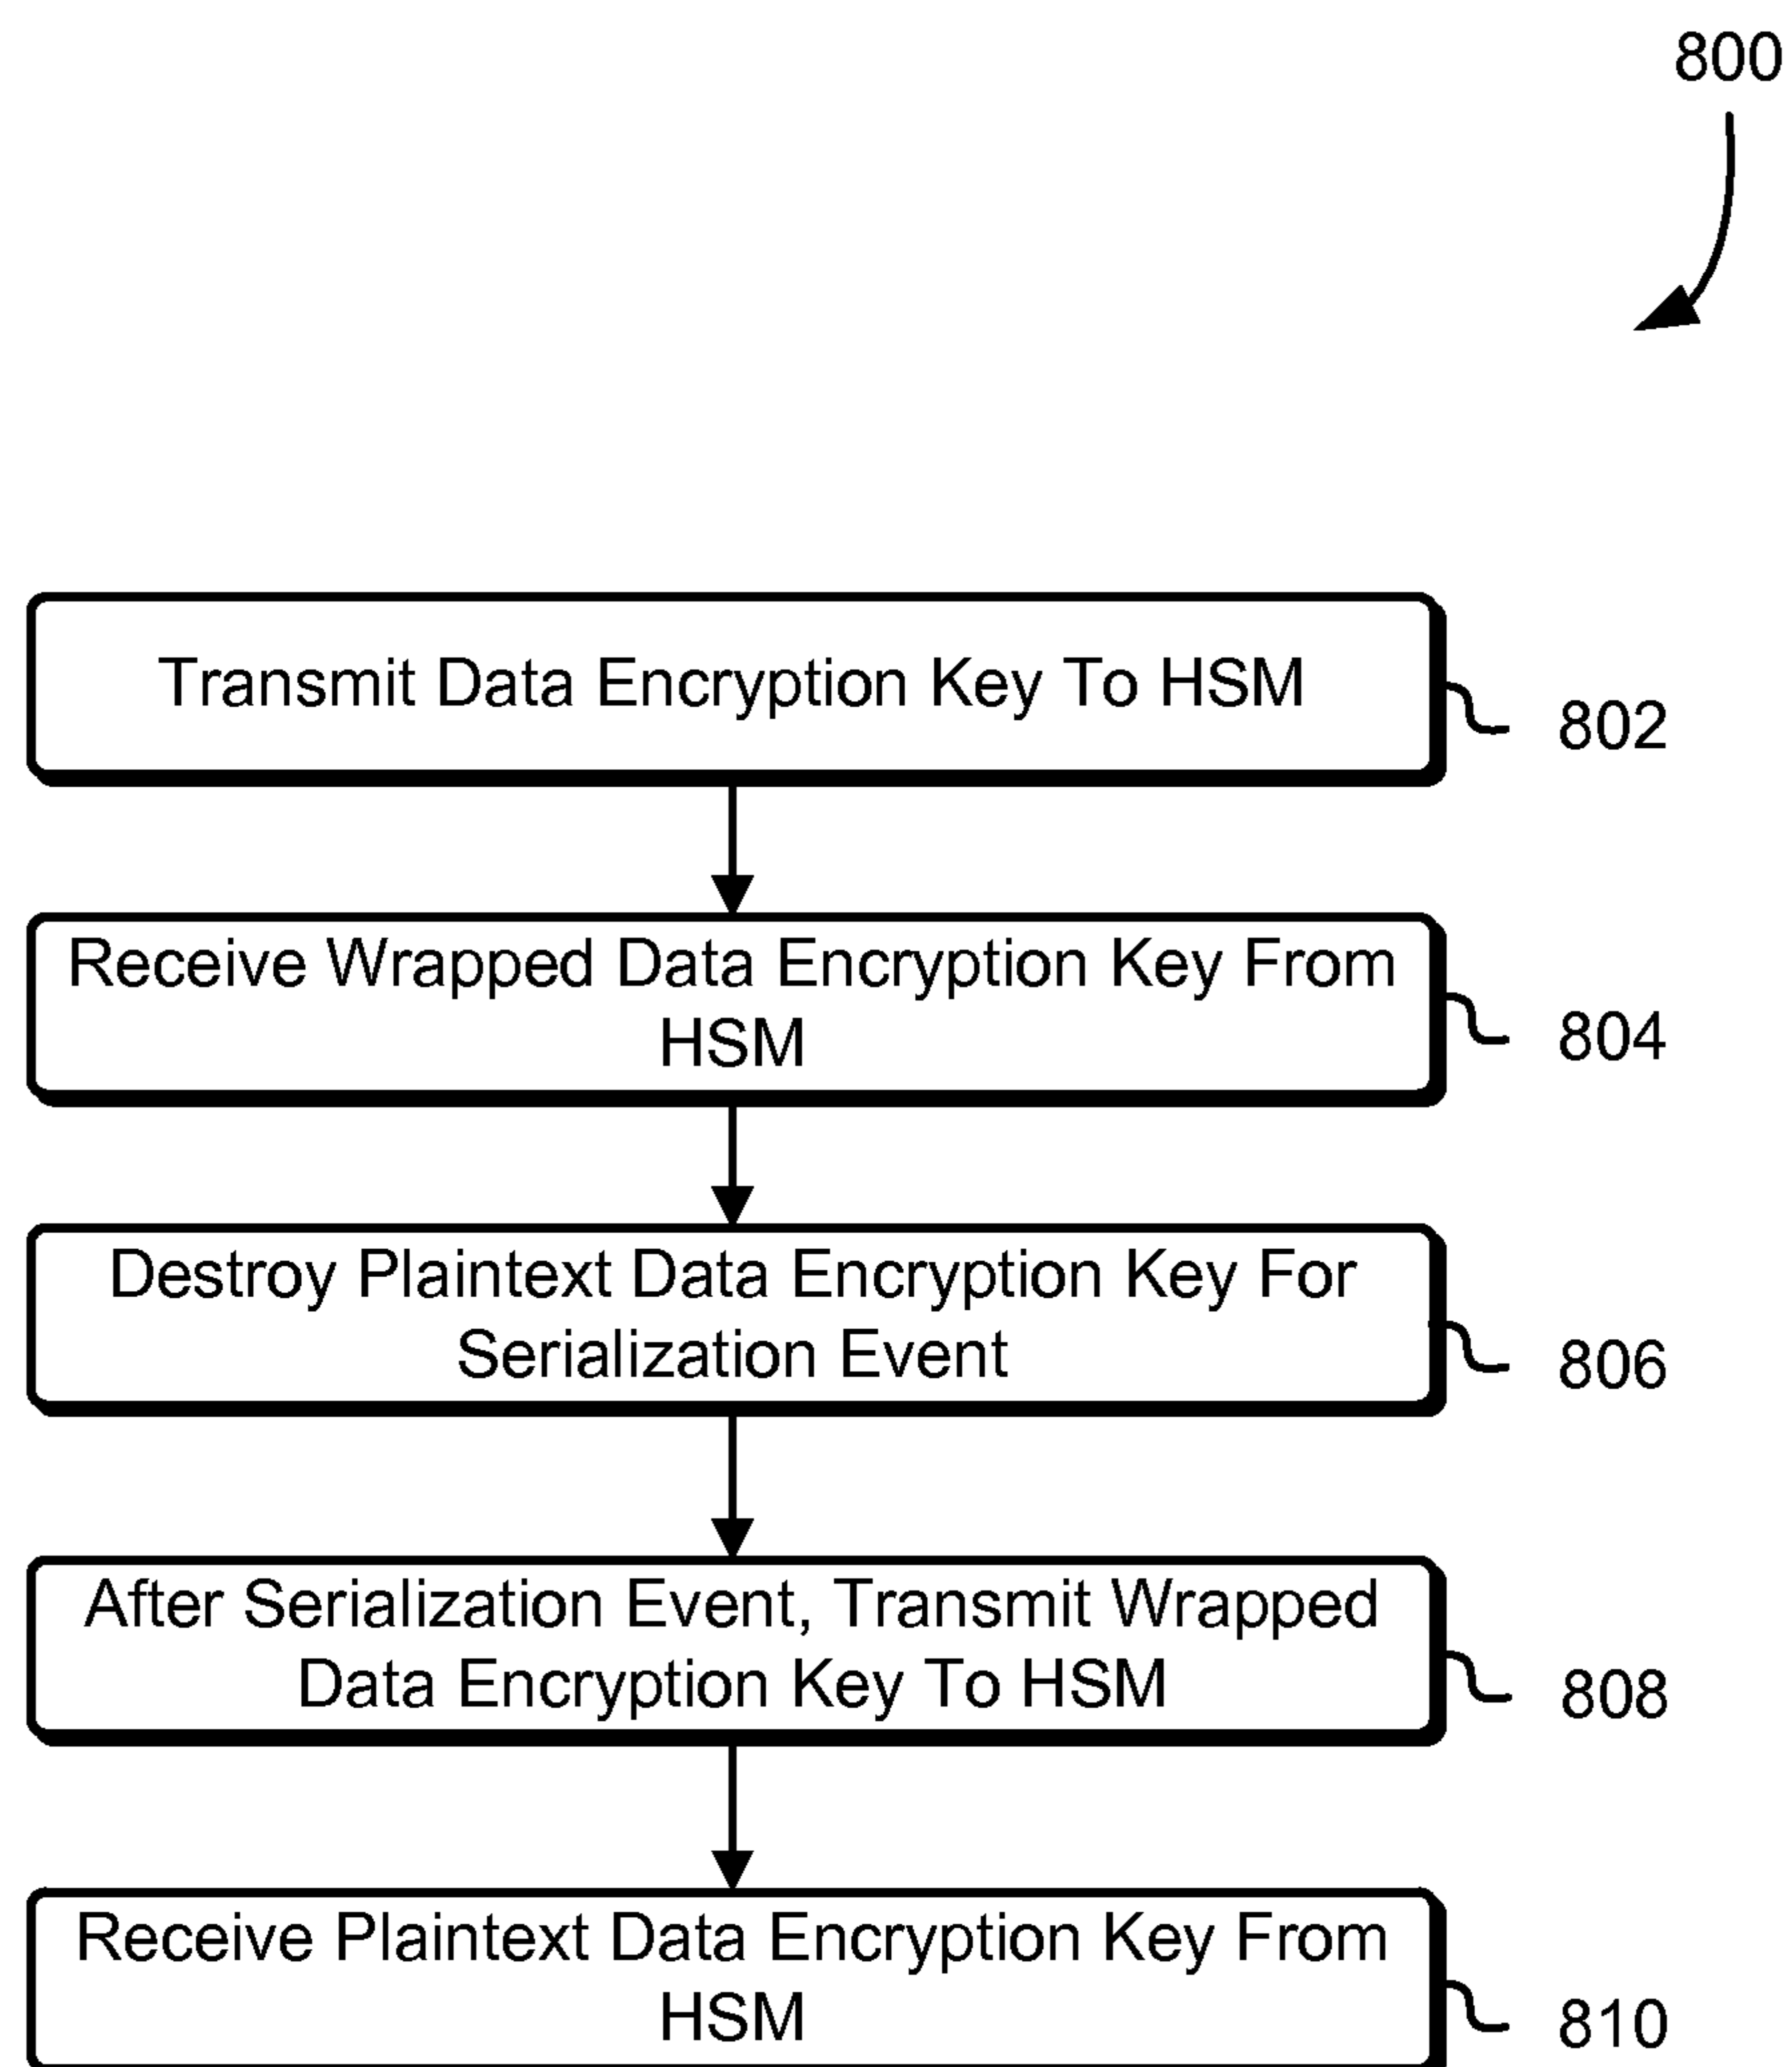 800
Transmit Data Encryption Key To HSM
802
Receive Wrapped Data Encryption Key From
HSM
804
Destroy Plaintext Data Encryption Key For
Serialization Event
806
After Serialization Event, Transmit Wrapped
Data Encryption Key To HSM
808
Receive Plaintext Data Encryption Key From
HSM
810